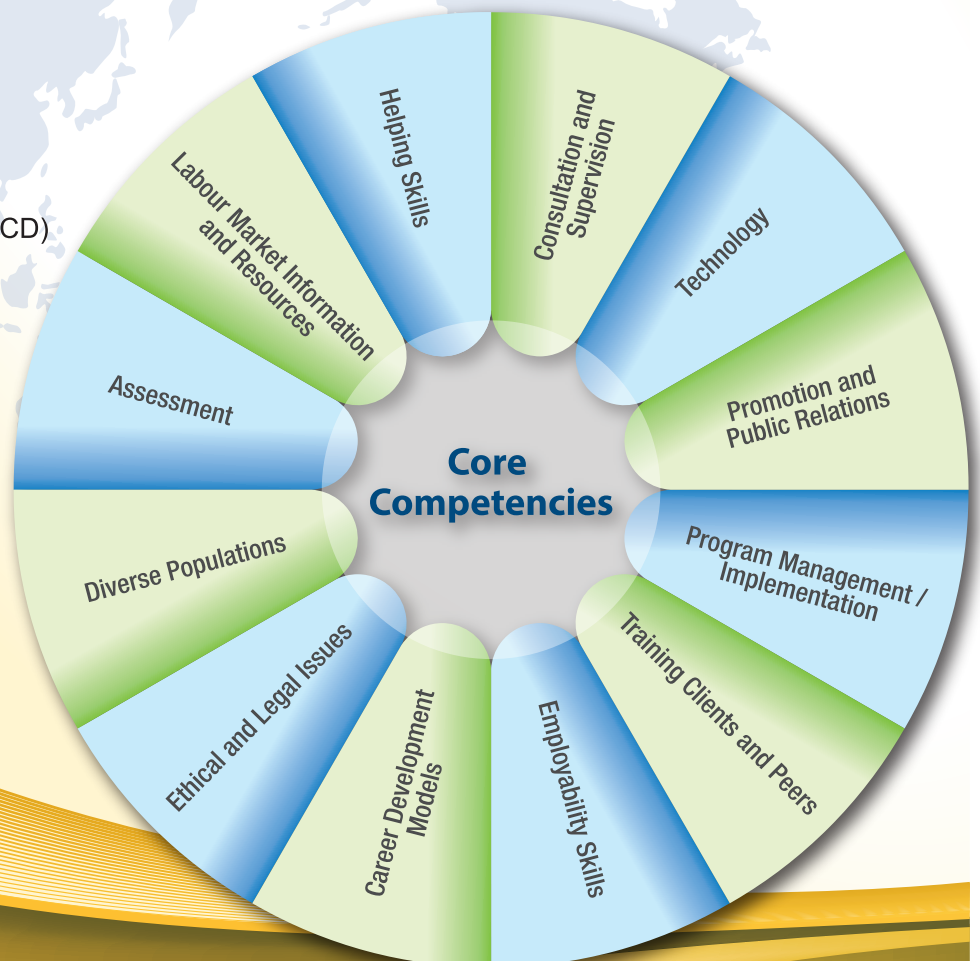 CD)
Helping Skills
Consultation and
Supervision
Technology
Promotion and
Public Relations
Program Management /
Implementation
Training Clients and Peers
Employability Skills
Career Development
Models
Ethical and Legal Issues
Diverse Populations
Assessment
Labour Market Information
and Resources
Core
Competencies